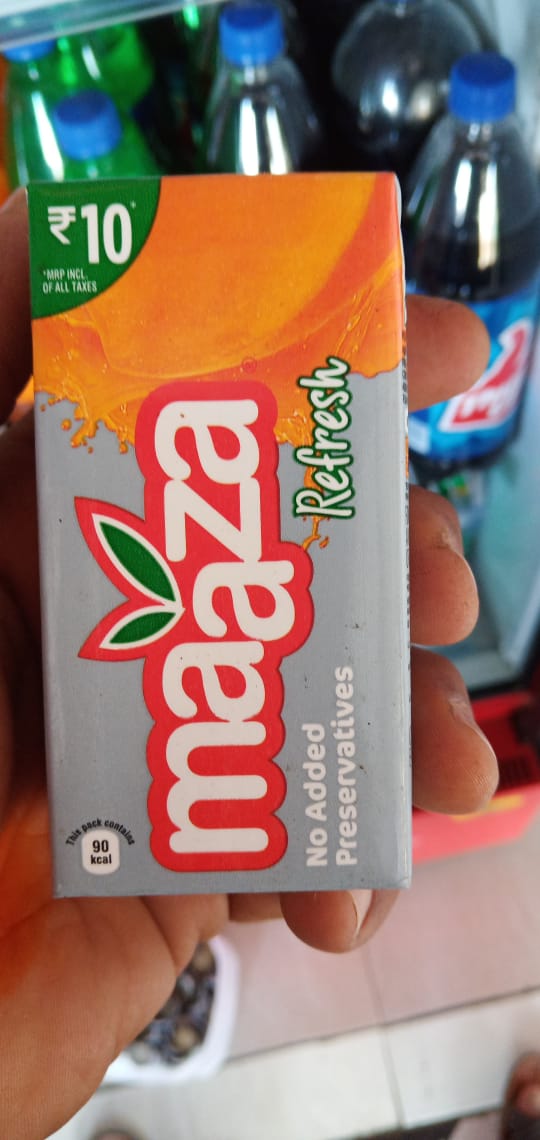 ₹10*
*MRP INCL.
OF ALL TAXES
maaza
®
Refresh
No Added
Preservatives
This pack contains
90
kcal